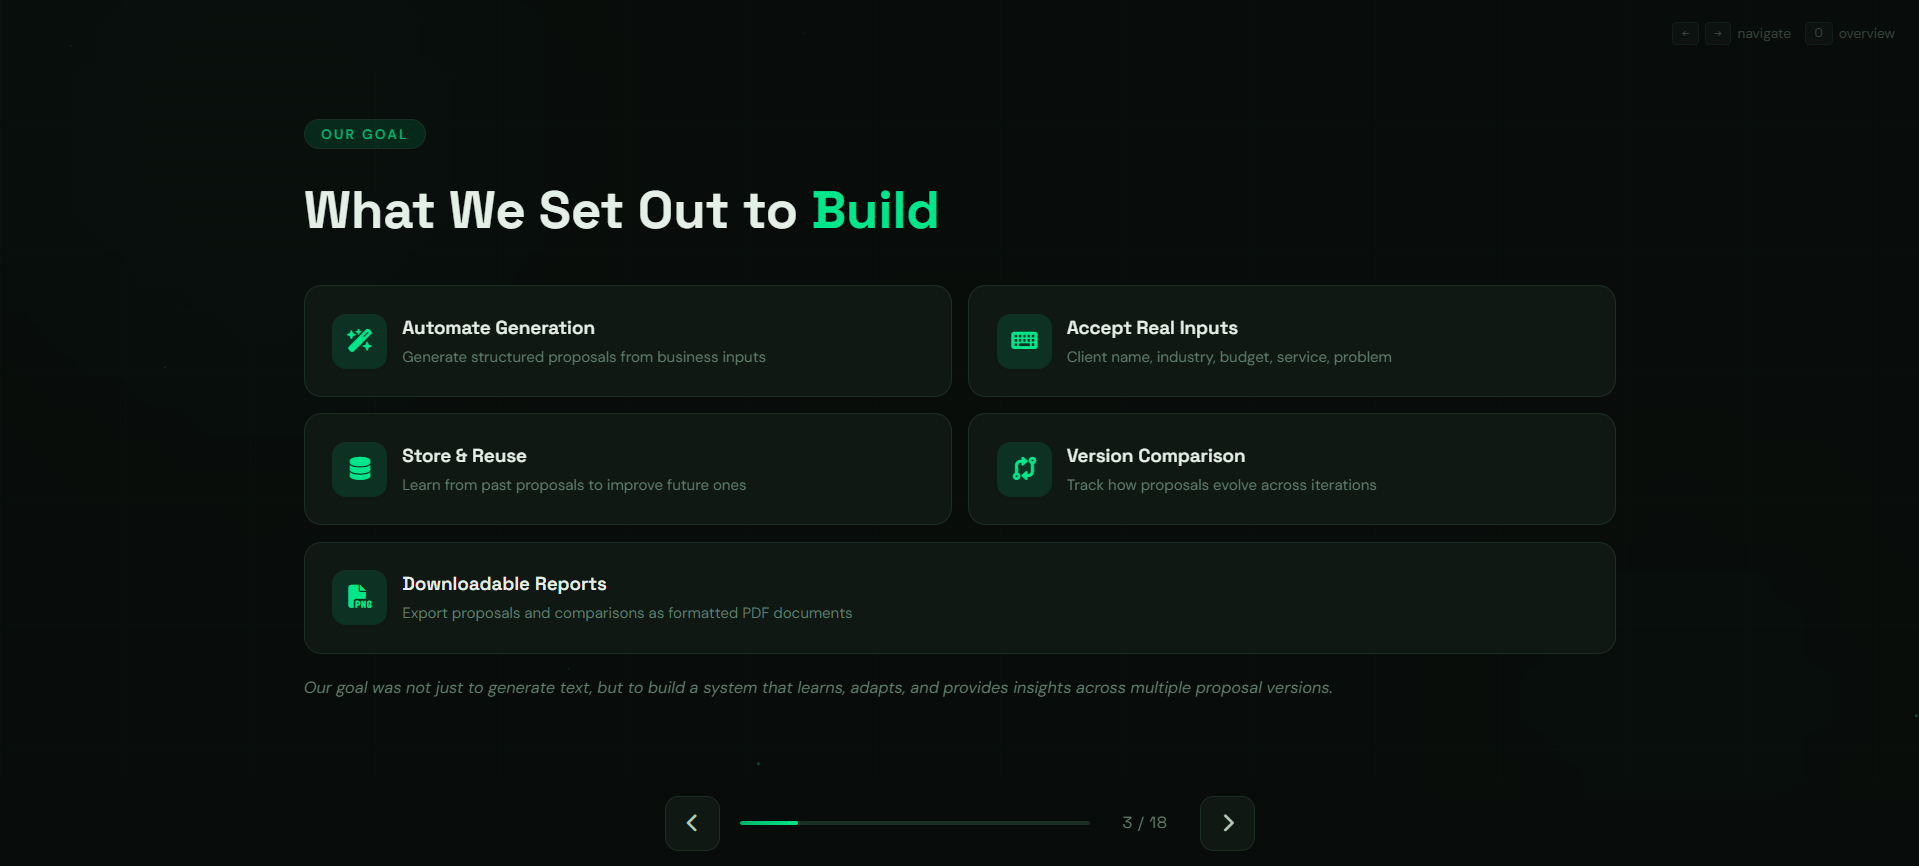 ← → navigate O overview
OUR GOAL
What We Set Out to Build
Automate Generation
Generate structured proposals from business inputs
Accept Real Inputs
Client name, industry, budget, service, problem
Store & Reuse
Learn from past proposals to improve future ones
Version Comparison
Track how proposals evolve across iterations
PNG
Downloadable Reports
Export proposals and comparisons as formatted PDF documents
Our goal was not just to generate text, but to build a system that learns, adapts, and provides insights across multiple proposal versions.
3 / 18